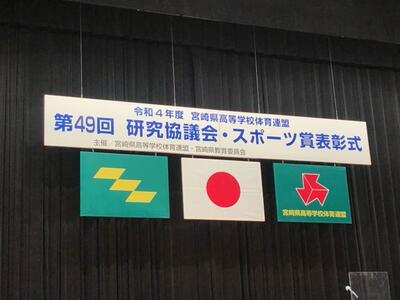 令和4年度 宮崎県高等学校体育連盟
第49回 研究協議会・スポーツ賞表彰式
主催／宮崎県高等学校体育連盟・宮崎県教育委員会
宮崎県高等学校体育連盟